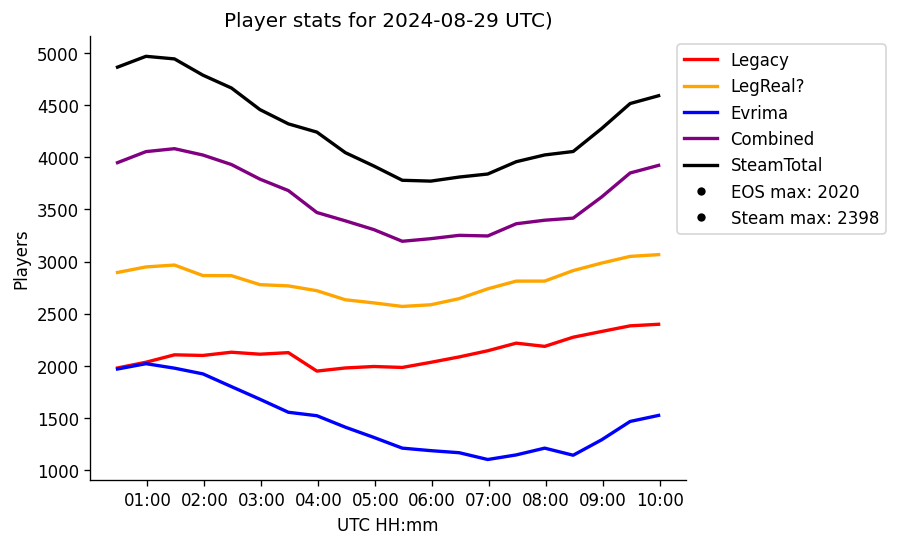 Player stats for 2024-08-29 UTC)
5000
4500
4000
3500
3000
2500
2000
1500
1000
Players
01:00 02:00 03:00 04:00 05:00 06:00 07:00 08:00 09:00 10:00
UTC HH:mm
Legacy
LegReal?
Evrima
Combined
SteamTotal
EOS max: 2020
Steam max: 2398